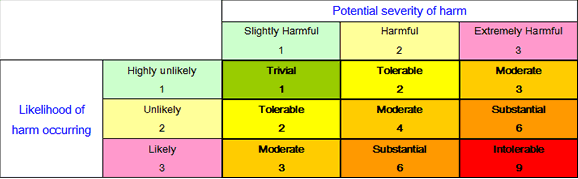 Potential severity of harm
Slightly Harmful Harmful Extremely Harmful
1 2 3
Likelihood of
harm occurring
Highly unlikely Trivial Tolerable Moderate
1 1 2 3
Unlikely Tolerable Moderate Substantial
2 2 4 6
Likely Moderate Substantial Intolerable
3 3 6 9